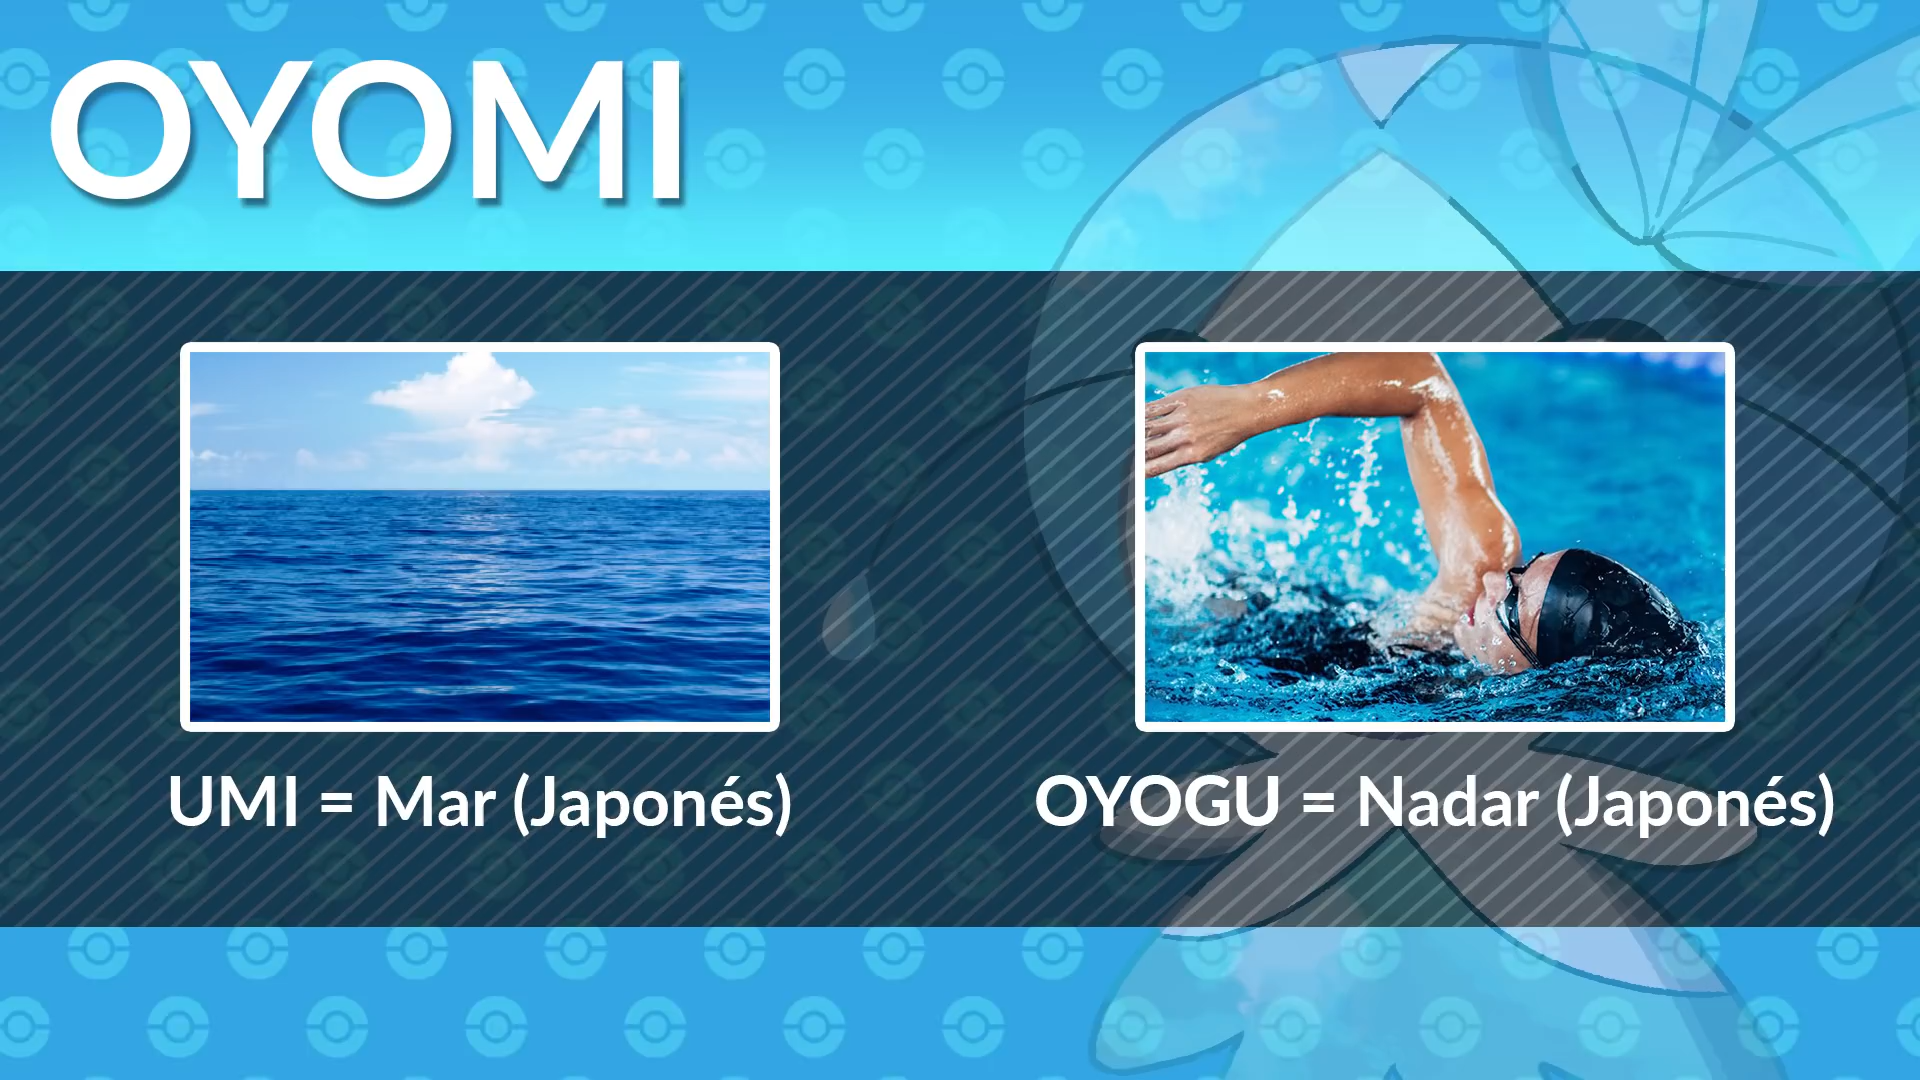 OYOMI
UMI = Mar (Japonés)
OYOGU = Nadar (Japonés)